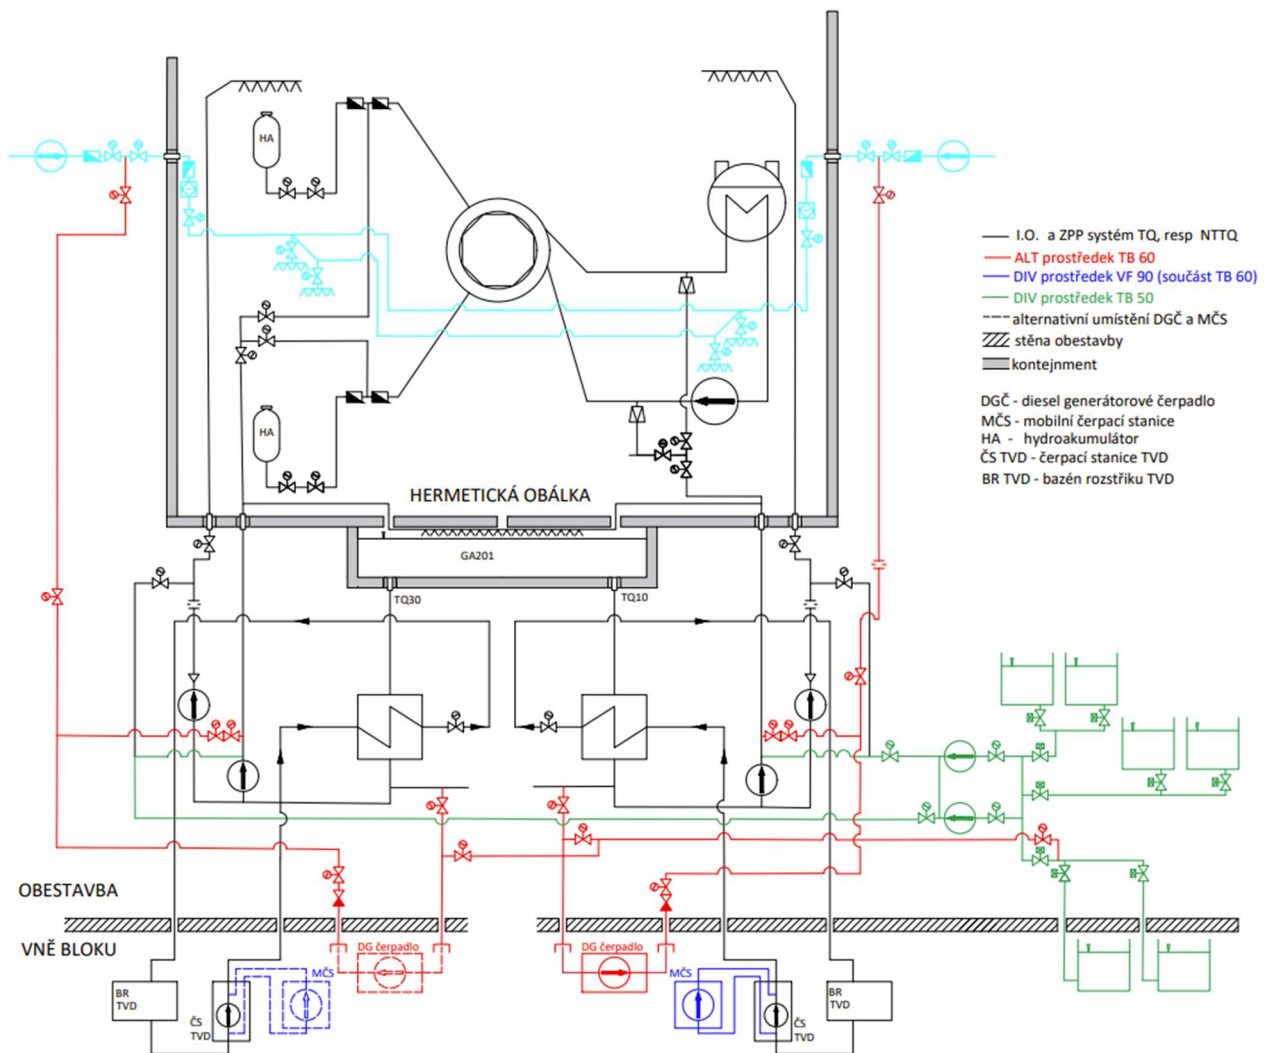 HA
I.O. a ZPP systém TQ, resp NTTQ
ALT prostředek TB 60
DIV prostředek VF 90 (součást TB 60)
DIV prostředek TB 50
alternativní umístění DGČ a MČS
stěna obestavby
kontejnment
DGČ - diesel generátorové čerpadlo
MČS - mobilní čerpací stanice
HA - hydroakumulátor
ČS TVD - čerpací stanice TVD
BR TVD - bazén rozstřiku TVD
HA
HERMETICKÁ OBÁLKA
GA201
TQ30
TQ10
OBESTAVBA
VNĚ BLOKU
DG čerpadlo
DG čerpadlo
MČS
MČS
BR
TVD
ČS
TVD
ČS
TVD
BR
TVD